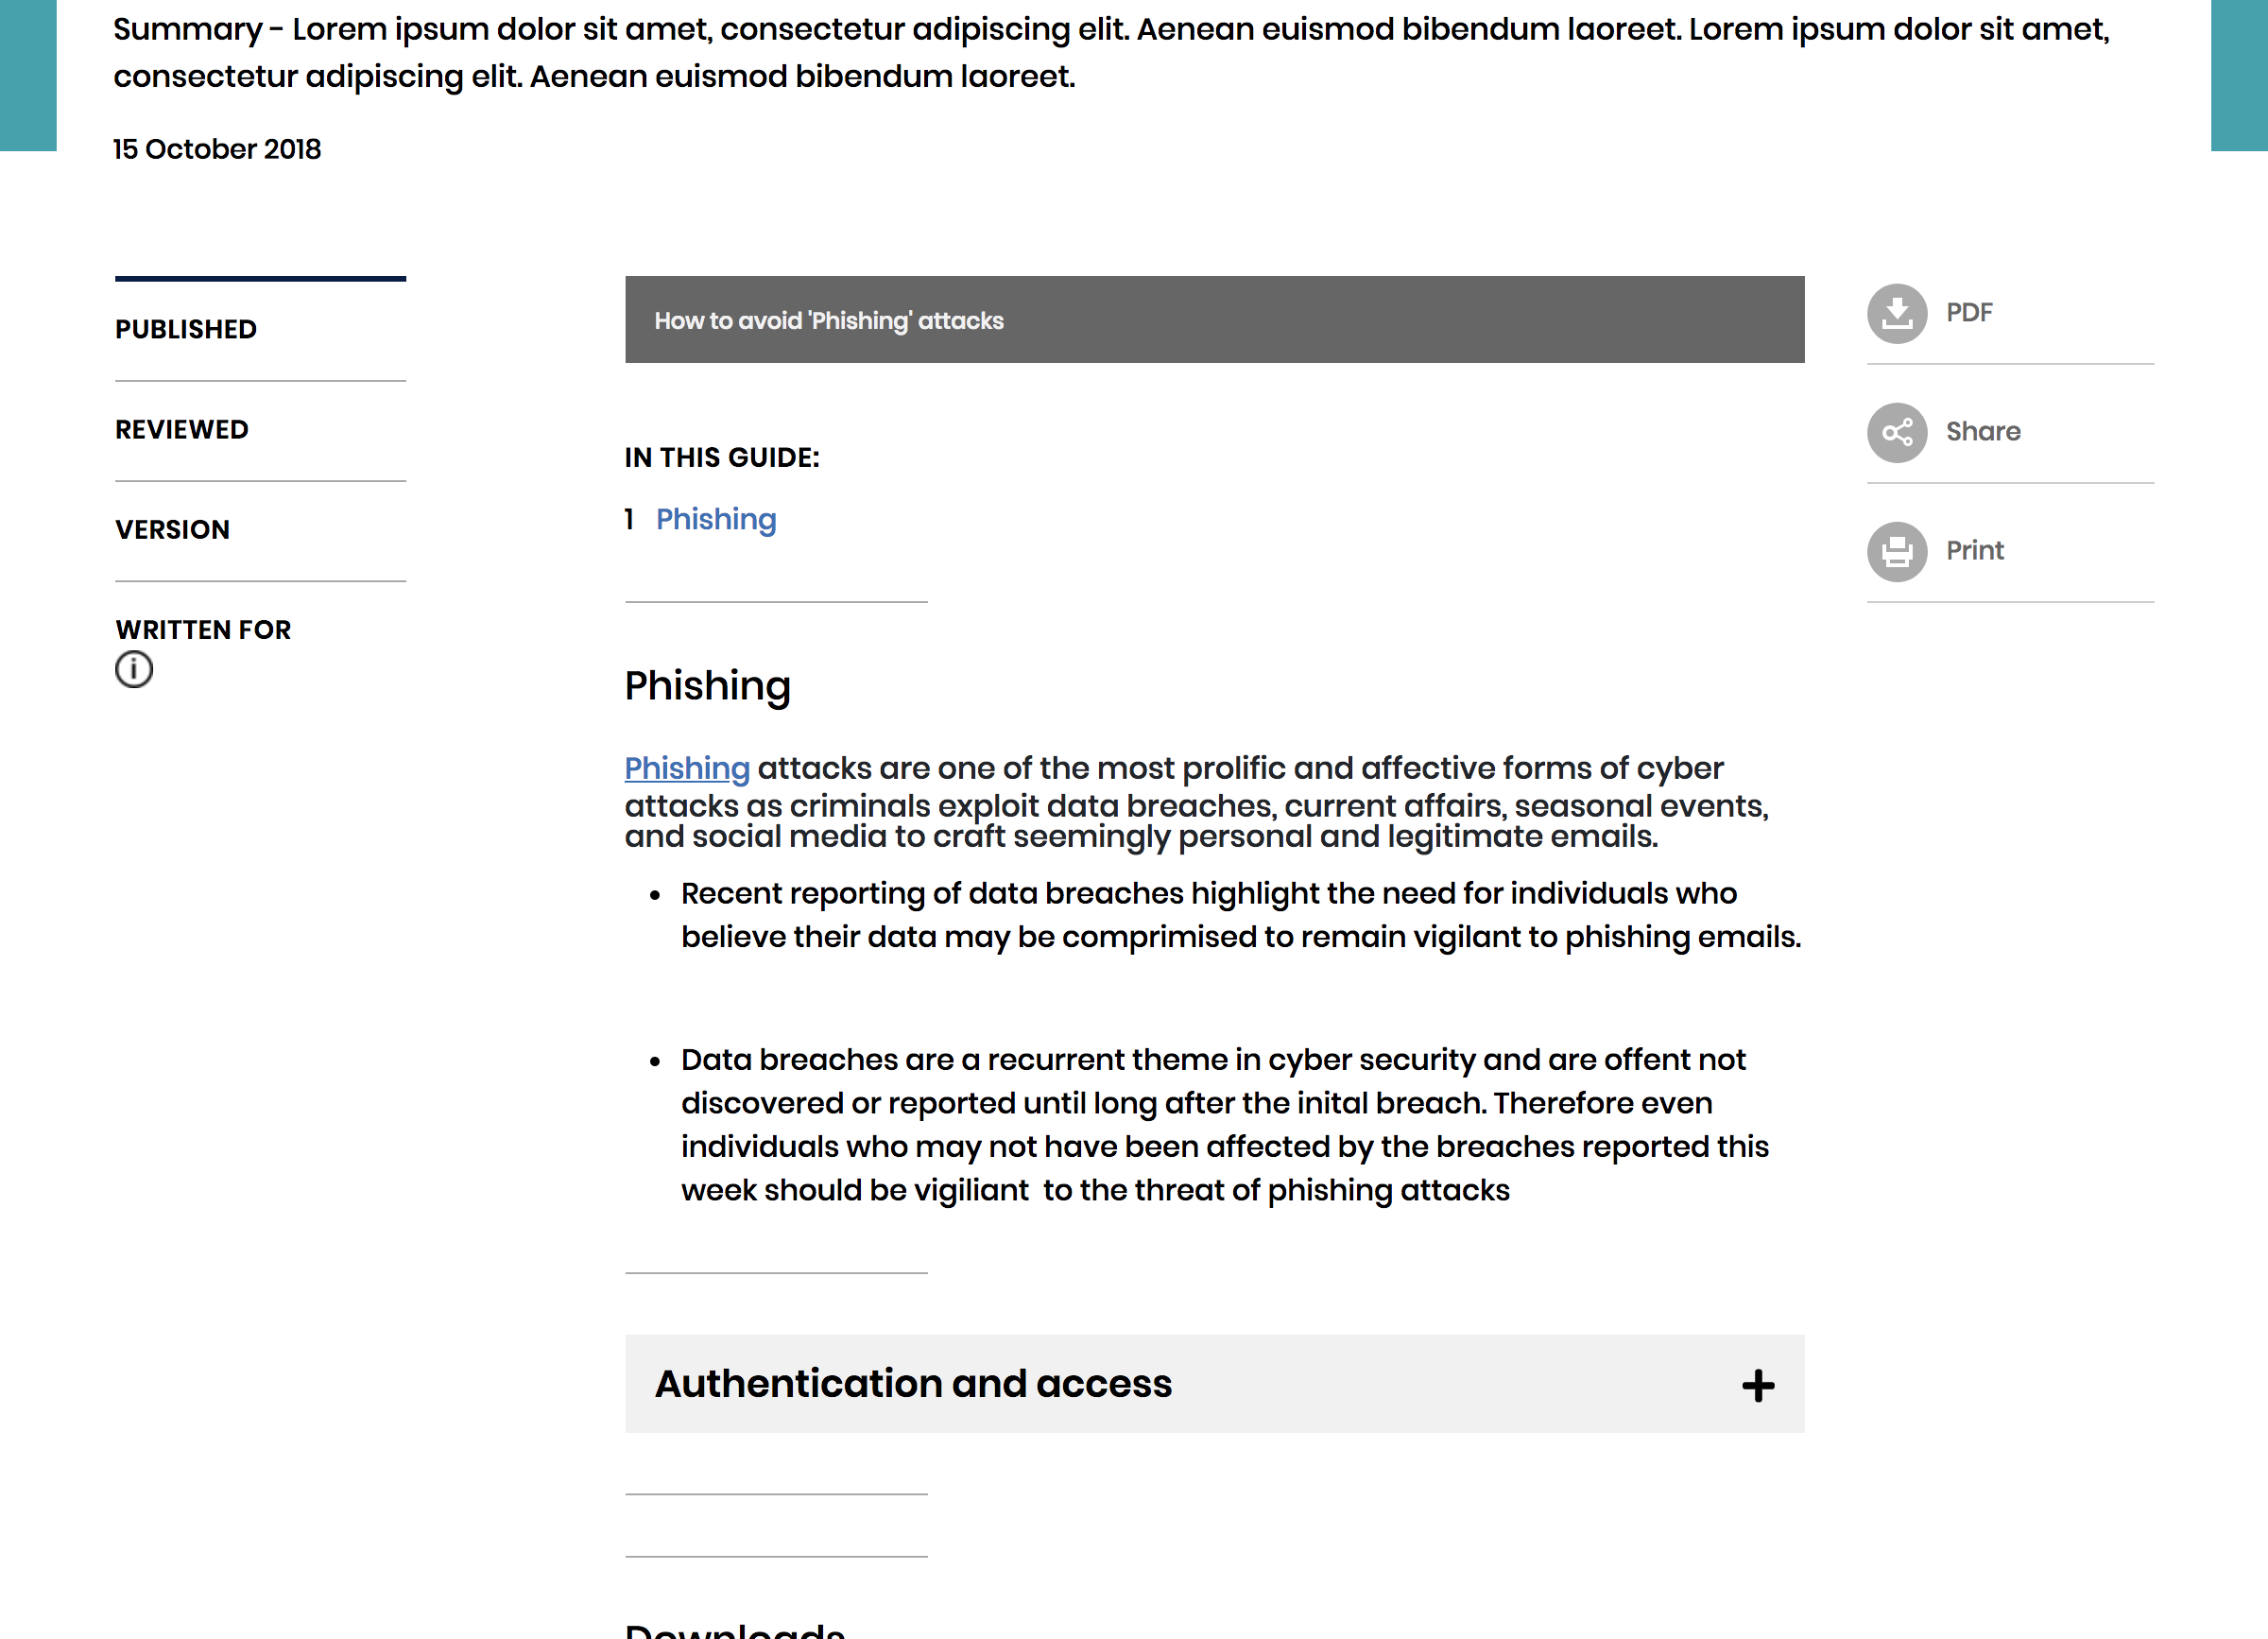 Summary - Lorem ipsum dolor sit amet, consectetur adipiscing elit. Aenean euismod bibendum laoreet. Lorem ipsum dolor sit amet,
consectetur adipiscing elit. Aenean euismod bibendum laoreet.
15 October 2018
PUBLISHED
REVIEWED
VERSION
WRITTEN FOR
How to avoid 'Phishing' attacks
IN THIS GUIDE:
1 Phishing
Phishing
Phishing attacks are one of the most prolific and affective forms of cyber
attacks as criminals exploit data breaches, current affairs, seasonal events,
and social media to craft seemingly personal and legitimate emails.
• Recent reporting of data breaches highlight the need for individuals who
believe their data may be comprimised to remain vigilant to phishing emails.
• Data breaches are a recurrent theme in cyber security and are offent not
discovered or reported until long after the inital breach. Therefore even
individuals who may not have been affected by the breaches reported this
week should be vigiliant  to the threat of phishing attacks
Authentication and access
Downloads
PDF
Share
Print